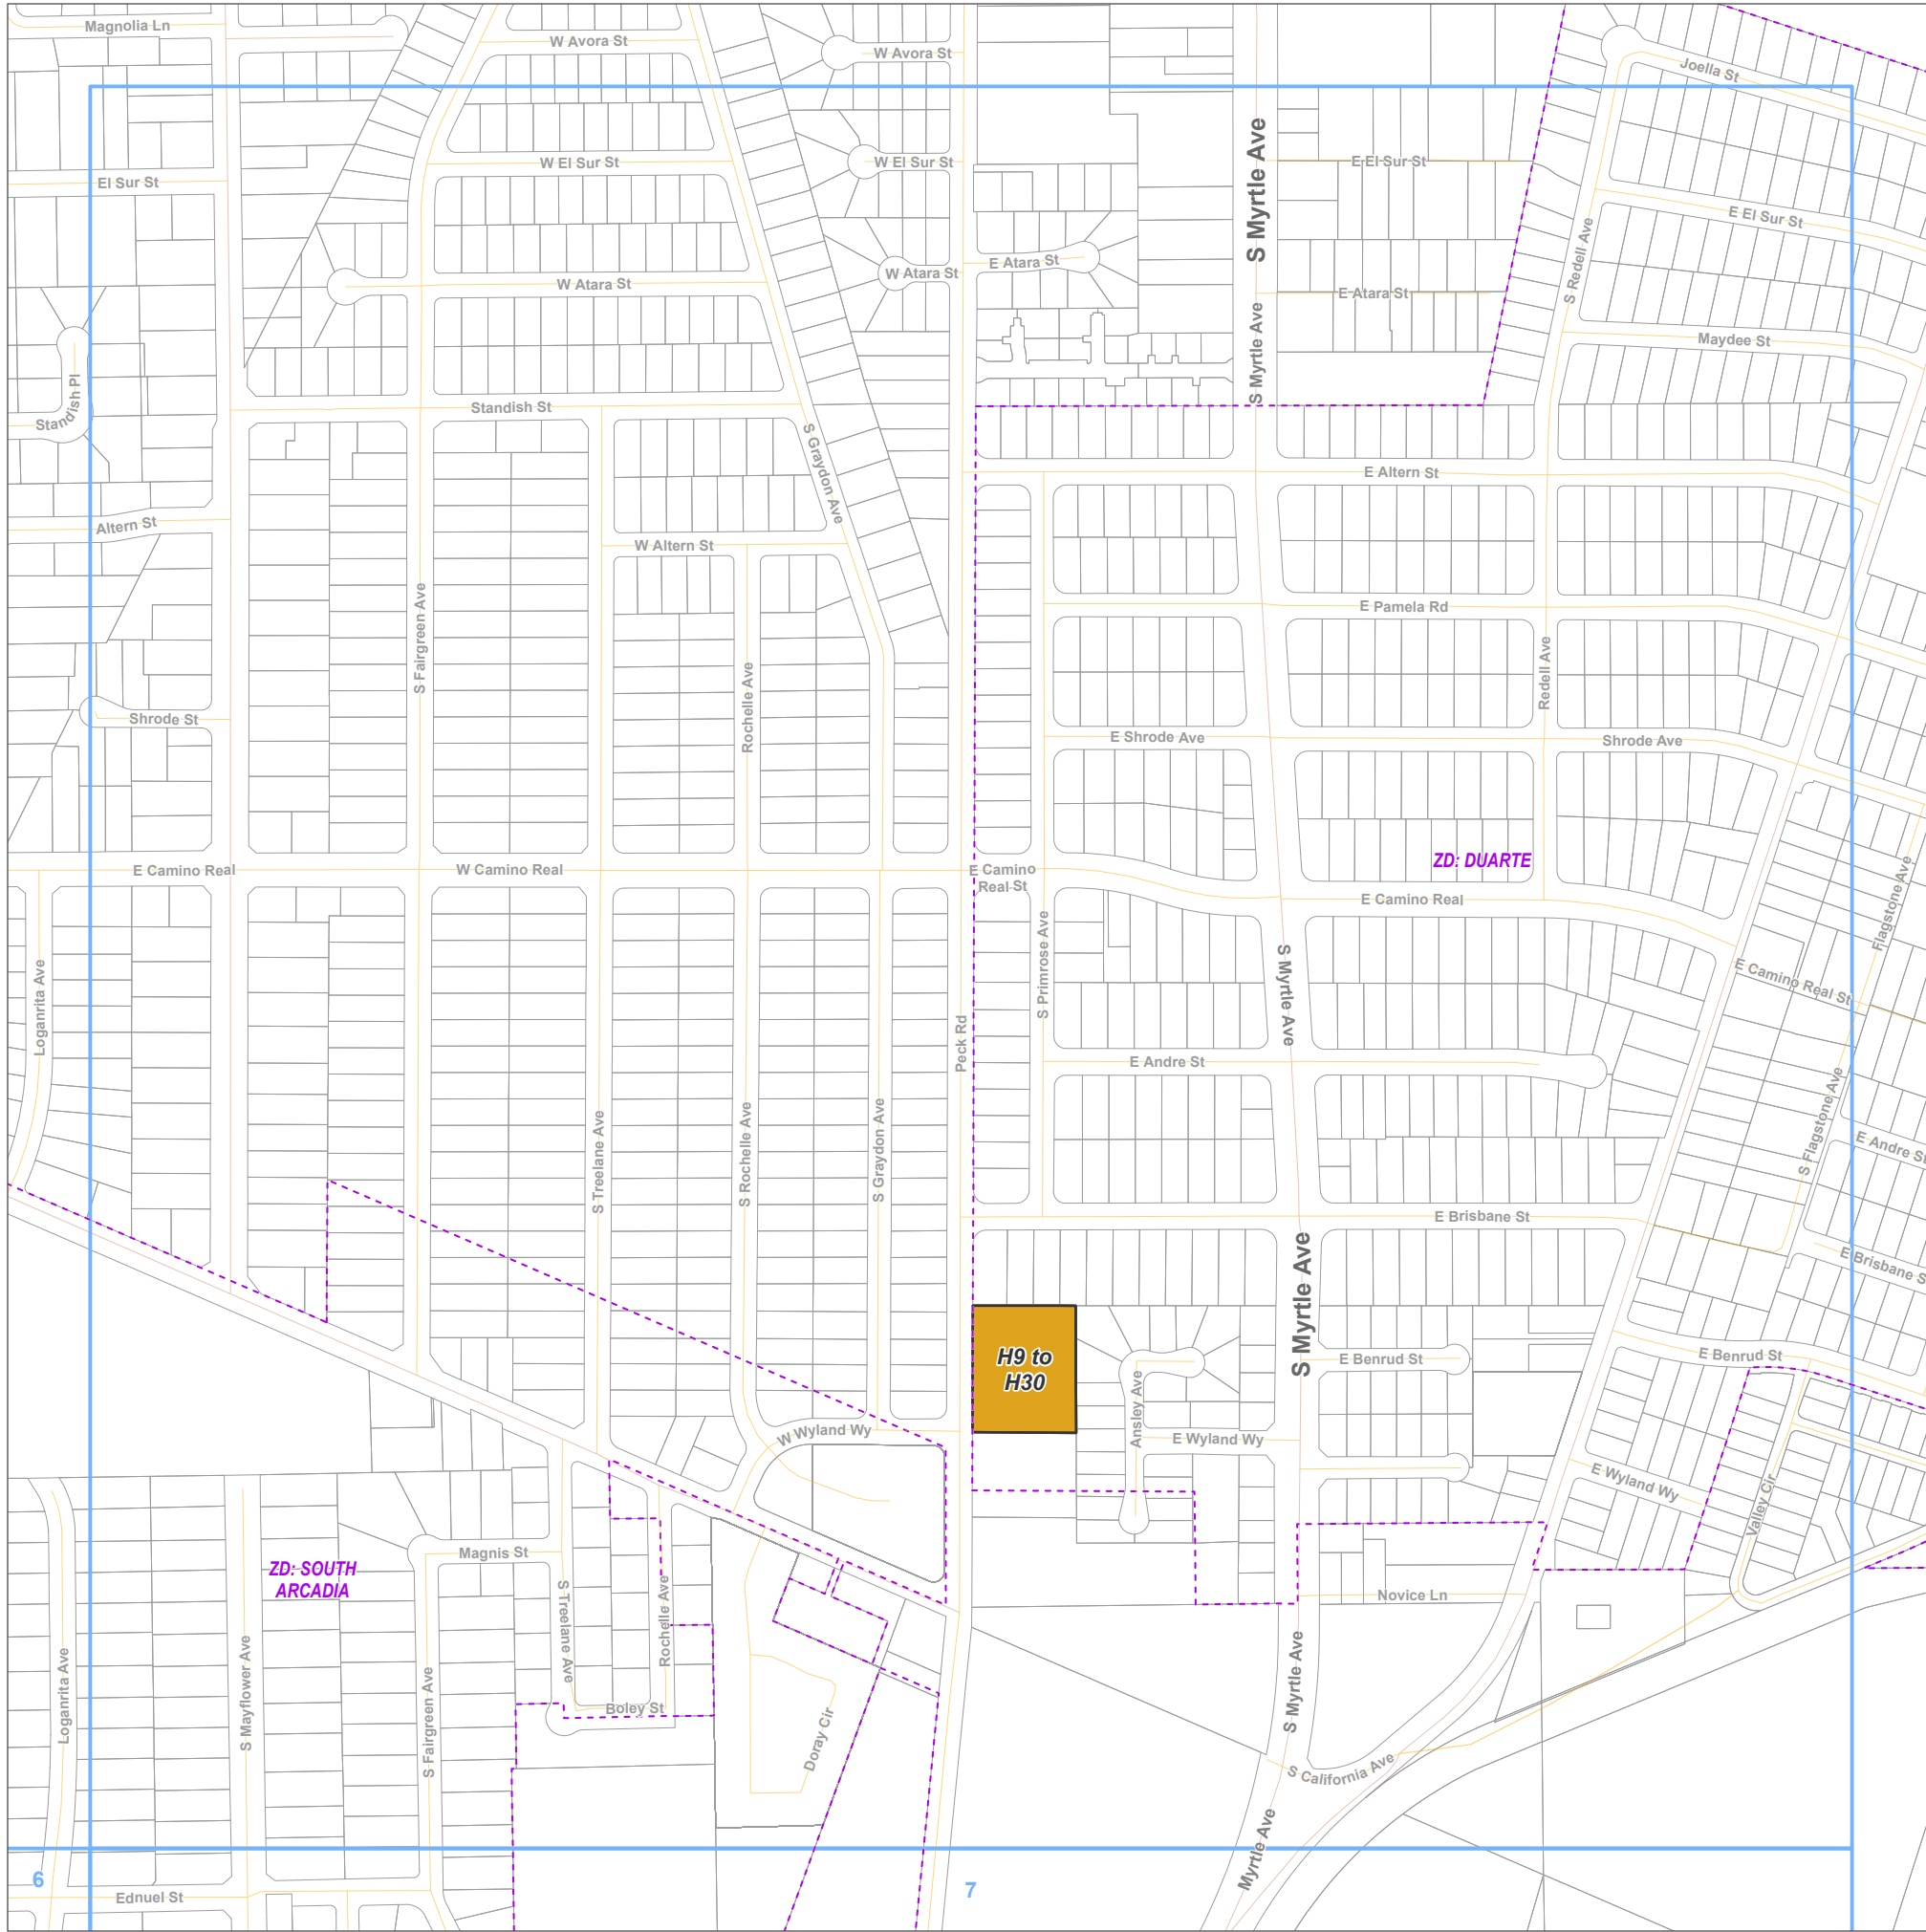 Magnolia Ln
W Avora St
W Avora St
Joella St
W El Sur St
W El Sur St
E El Sur St
El Sur St
S Myrtle Ave
E El Sur St
S Redell Ave
W Atara St
W Atara St
E Atara St
E Atara St
S Myrtle Ave
Maydee St
Standish Pl
Standish St
S Graydon Ave
E Altern St
Altern St
W Altern St
S Fairgreen Ave
E Pamela Rd
Rochelle Ave
Redell Ave
Shrode St
E Shrode Ave
Shrode Ave
ZD: DUARTE
E Camino Real
W Camino Real
E Camino
Real St
E Camino Real
Flagstone Ave
S Primrose Ave
S Myrtle Ave
E Camino Real St
Loganrita Ave
Peck Rd
E Andre St
S Flagstone Ave
E Andre St
S Treelane Ave
S Rochelle Ave
S Graydon Ave
E Brisbane St
E Brisbane S
S Myrtle Ave
H9 to
H30
E Benrud St
E Benrud St
Ansley Ave
W Wyland Wy
E Wyland Wy
E Wyland Wy
Valley Cir
Magnis St
ZD: SOUTH
ARCADIA
S Treelane Ave
Rochelle Ave
Novice Ln
Loganrita Ave
S Mayflower Ave
S Fairgreen Ave
Boley St
Doray Cir
S Myrtle Ave
S California Ave
Myrtle Ave
6
7
Ednuel St